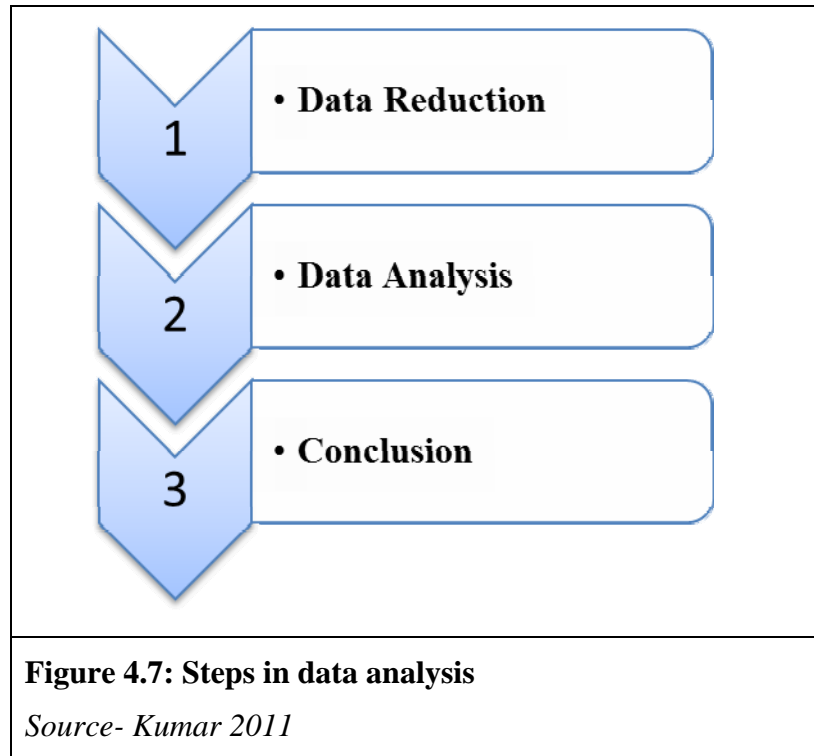 1
• Data Reduction
2
• Data Analysis
3
• Conclusion
Figure 4.7: Steps in data analysis
Source- Kumar 2011